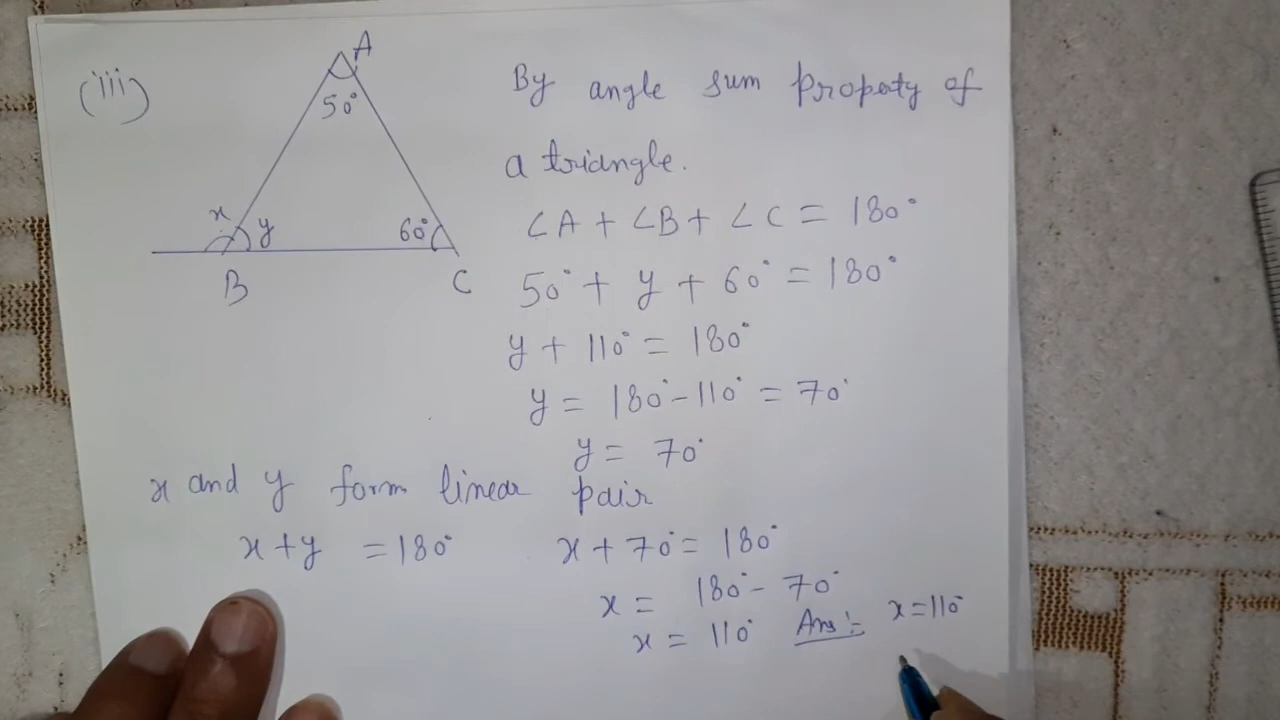 (iii)
A
50°
x
y
60°
B
C
By angle sum property of
a triangle.
∠A + ∠B + ∠C = 180°
50° + y + 60° = 180°
y + 110° = 180°
y = 180° - 110° = 70°
y = 70°
x and y form linear pair
x + y = 180°
x + 70° = 180°
x = 180° - 70°
x = 110° Ans:- x = 110°